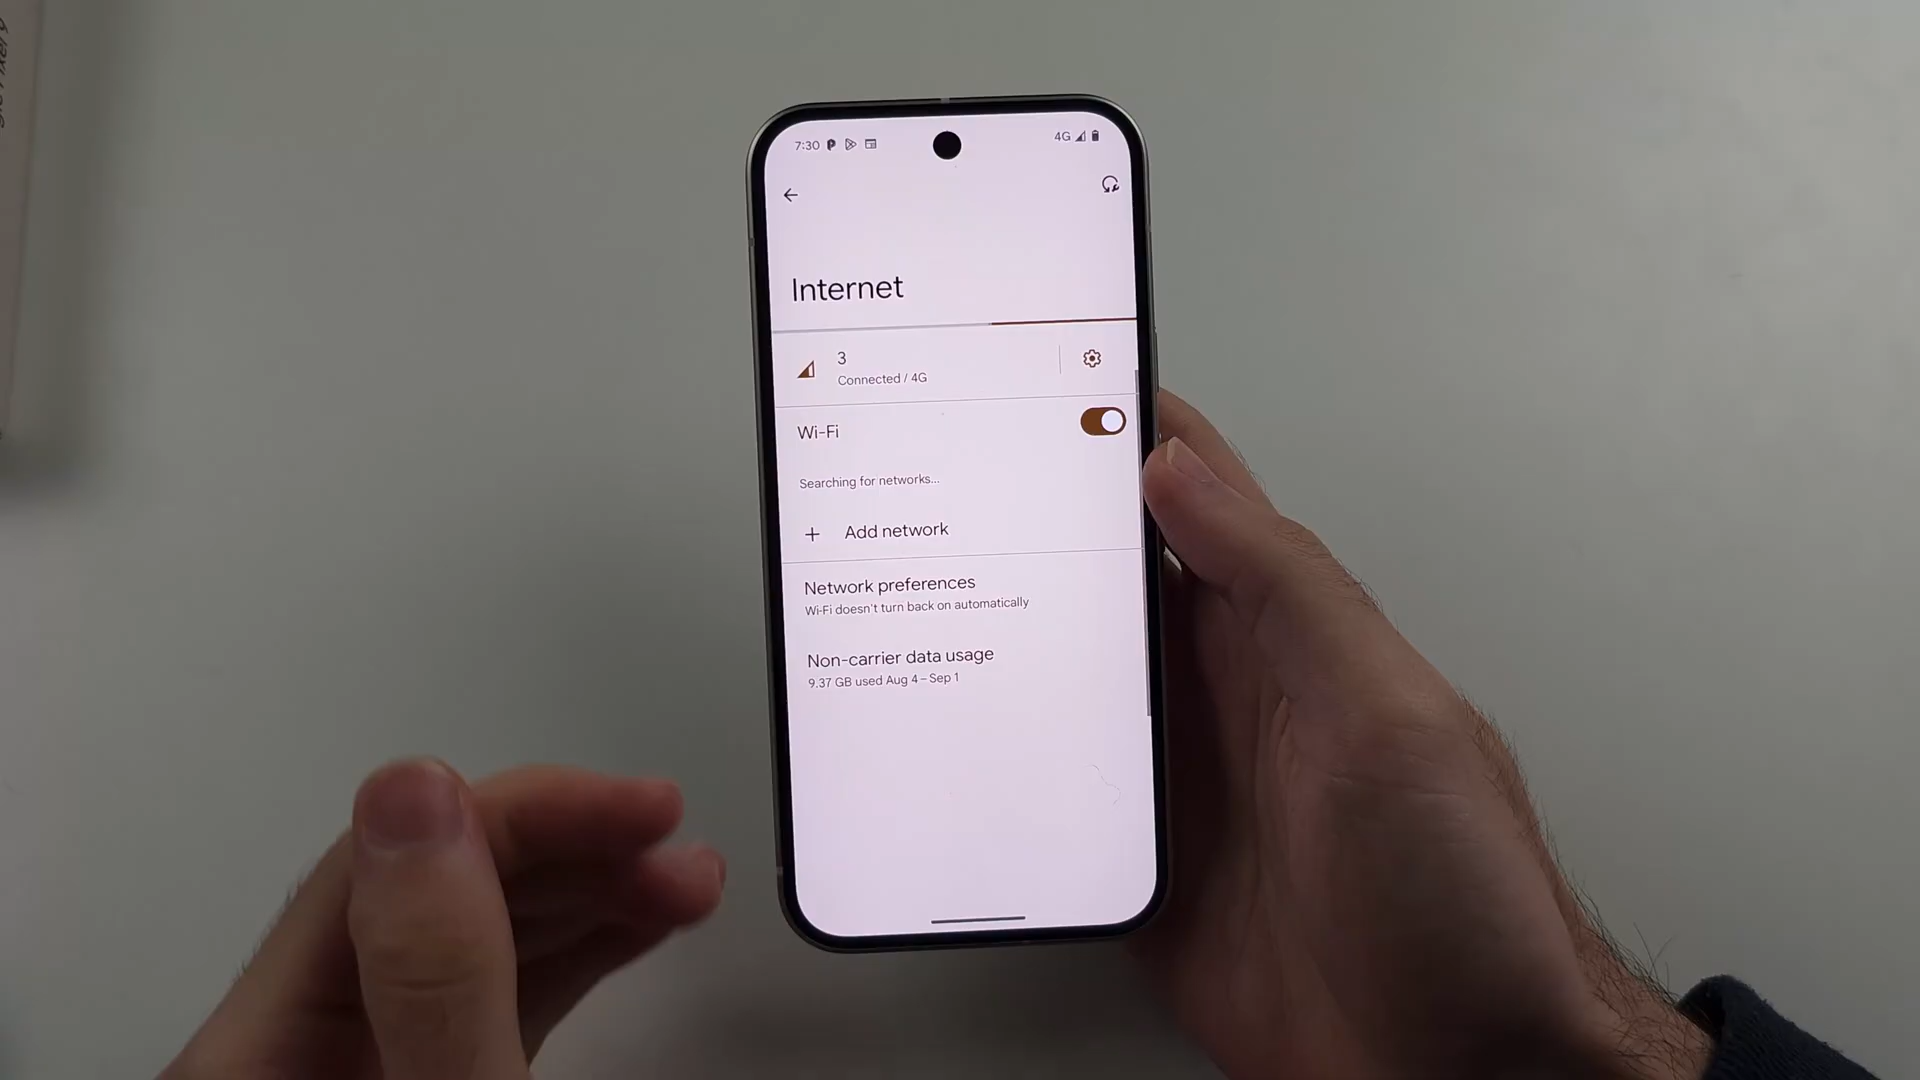 7:30
4G
Internet
3
Connected / 4G
Wi-Fi
Searching for networks...
Add network
Network preferences
Wi-Fi doesn't turn back on automatically
Non-carrier data usage
9.37 GB used Aug 4 – Sep 1